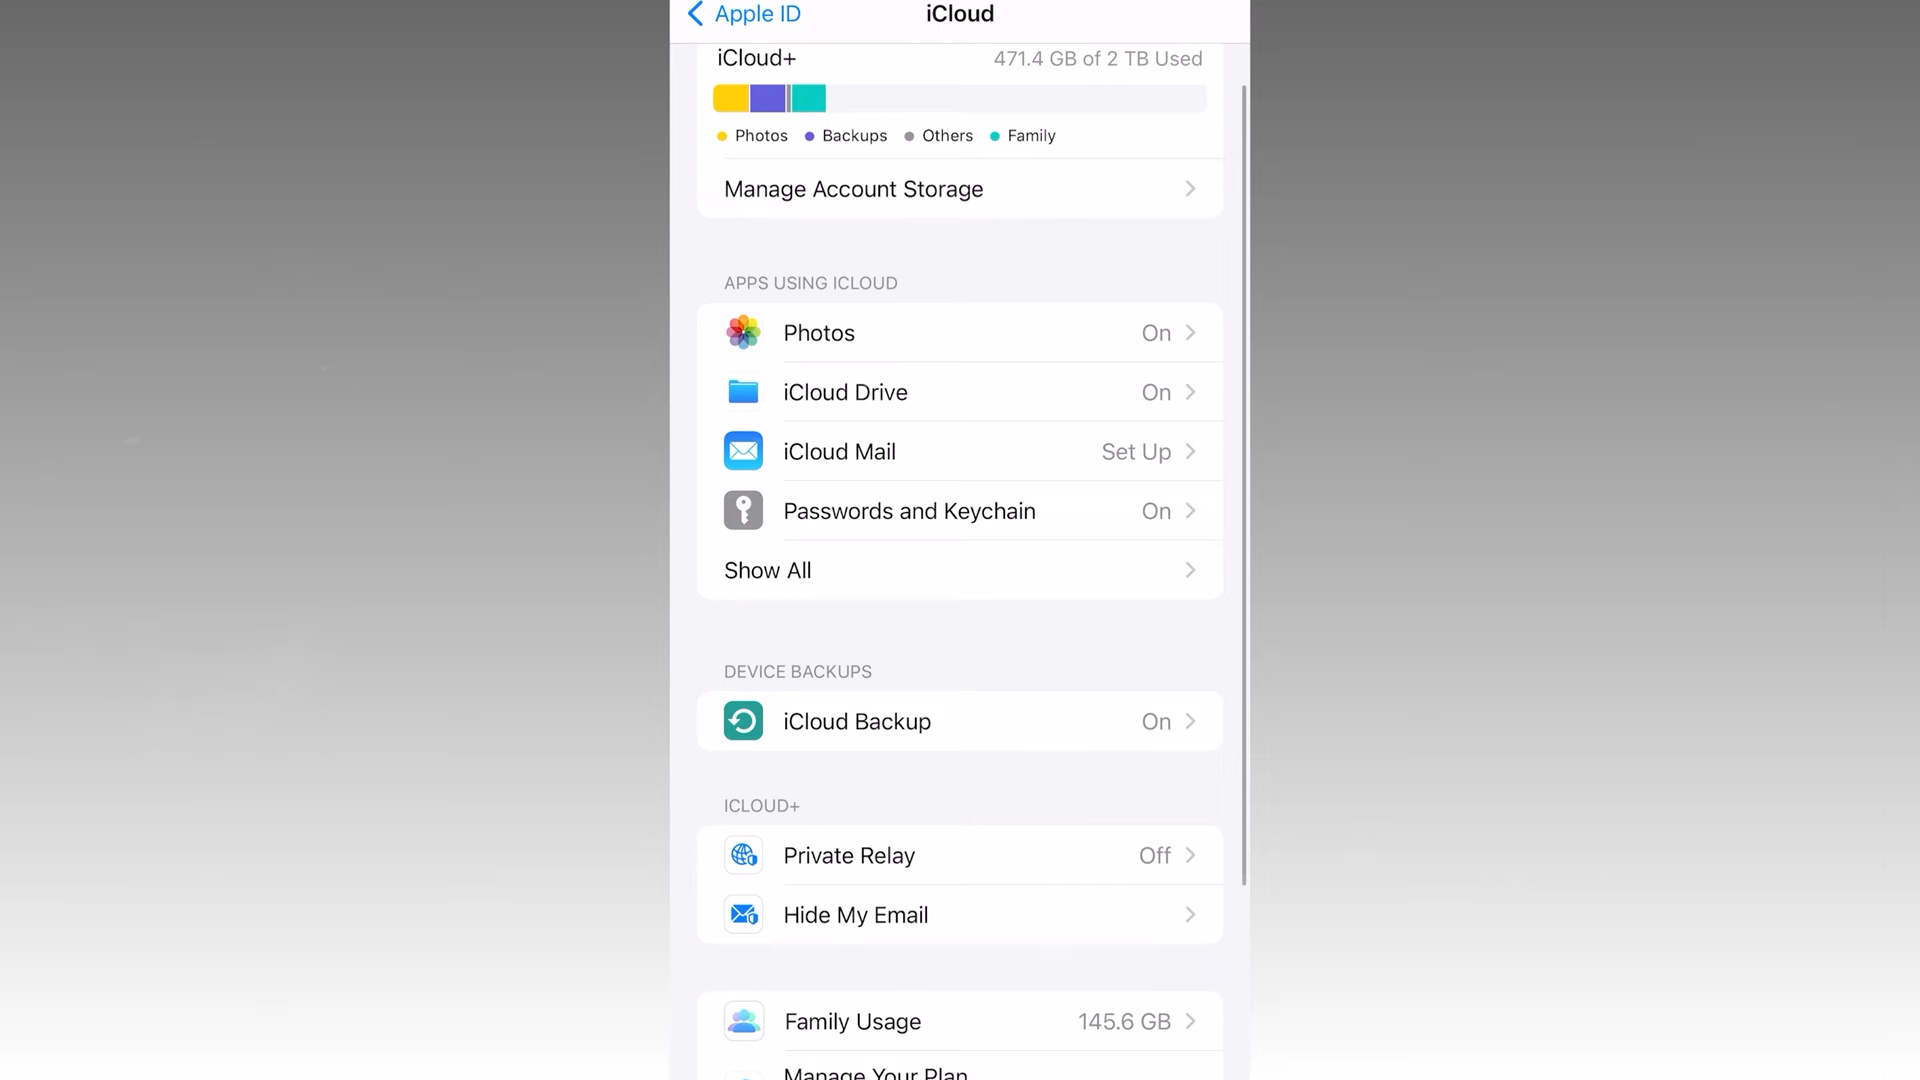 Apple ID
iCloud
iCloud+
471.4 GB of 2 TB Used
Photos
Backups
Others
Family
Manage Account Storage
APPS USING ICLOUD
Photos
On
iCloud Drive
On
iCloud Mail
Set Up
Passwords and Keychain
On
Show All
DEVICE BACKUPS
iCloud Backup
On
ICLOUD+
Private Relay
Off
Hide My Email
Family Usage
145.6 GB
Manage Your Plan